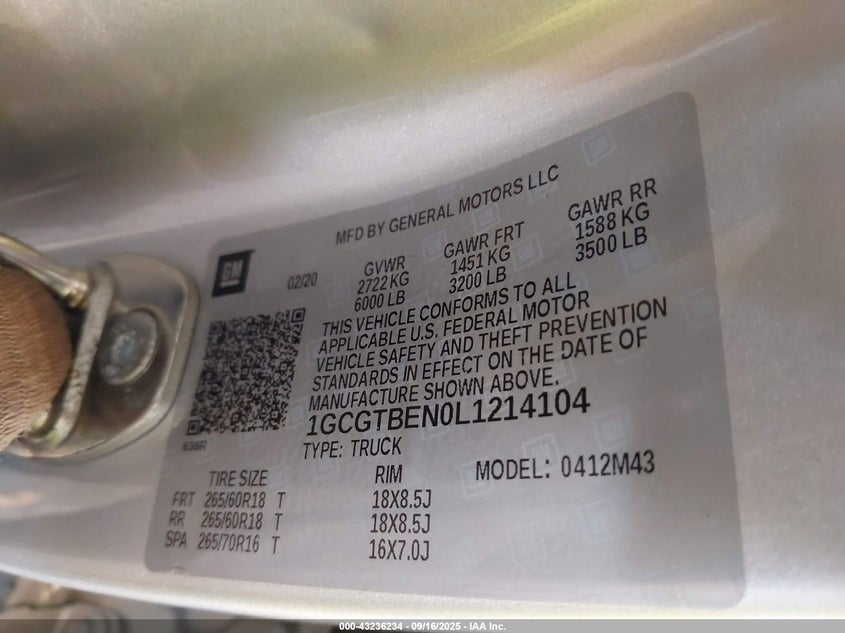 MFD BY GENERAL MOTORS LLC
GM
02/20
GVWR
2722 KG
6000 LB
GAWR FRT
1451 KG
3200 LB
GAWR RR
1588 KG
3500 LB
THIS VEHICLE CONFORMS TO ALL
APPLICABLE U.S. FEDERAL MOTOR
VEHICLE SAFETY AND THEFT PREVENTION
STANDARDS IN EFFECT ON THE DATE OF
MANUFACTURE SHOWN ABOVE.
1GCGTBEN0L1214104
636R
TYPE: TRUCK
MODEL: 0412M43
TIRE SIZE RIM
FRT 265/60R18 T 18X8.5J
RR 265/60R18 T 18X8.5J
SPA 265/70R16 T 16X7.0J
000-43236234 - 09/16/2025 - IAA Inc.